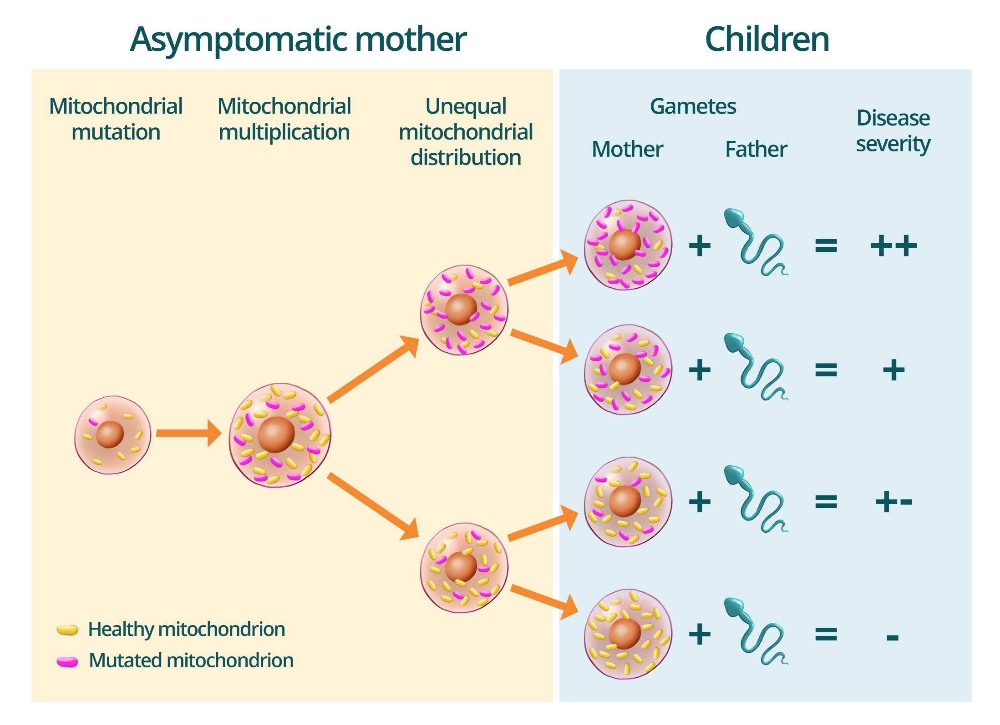 Asymptomatic mother
Children
Mitochondrial
mutation
Mitochondrial
multiplication
Unequal
mitochondrial
distribution
Gametes
Mother
Father
Disease
severity
+ = ++
+ = +
+ = +-
+ = -
Healthy mitochondrion
Mutated mitochondrion